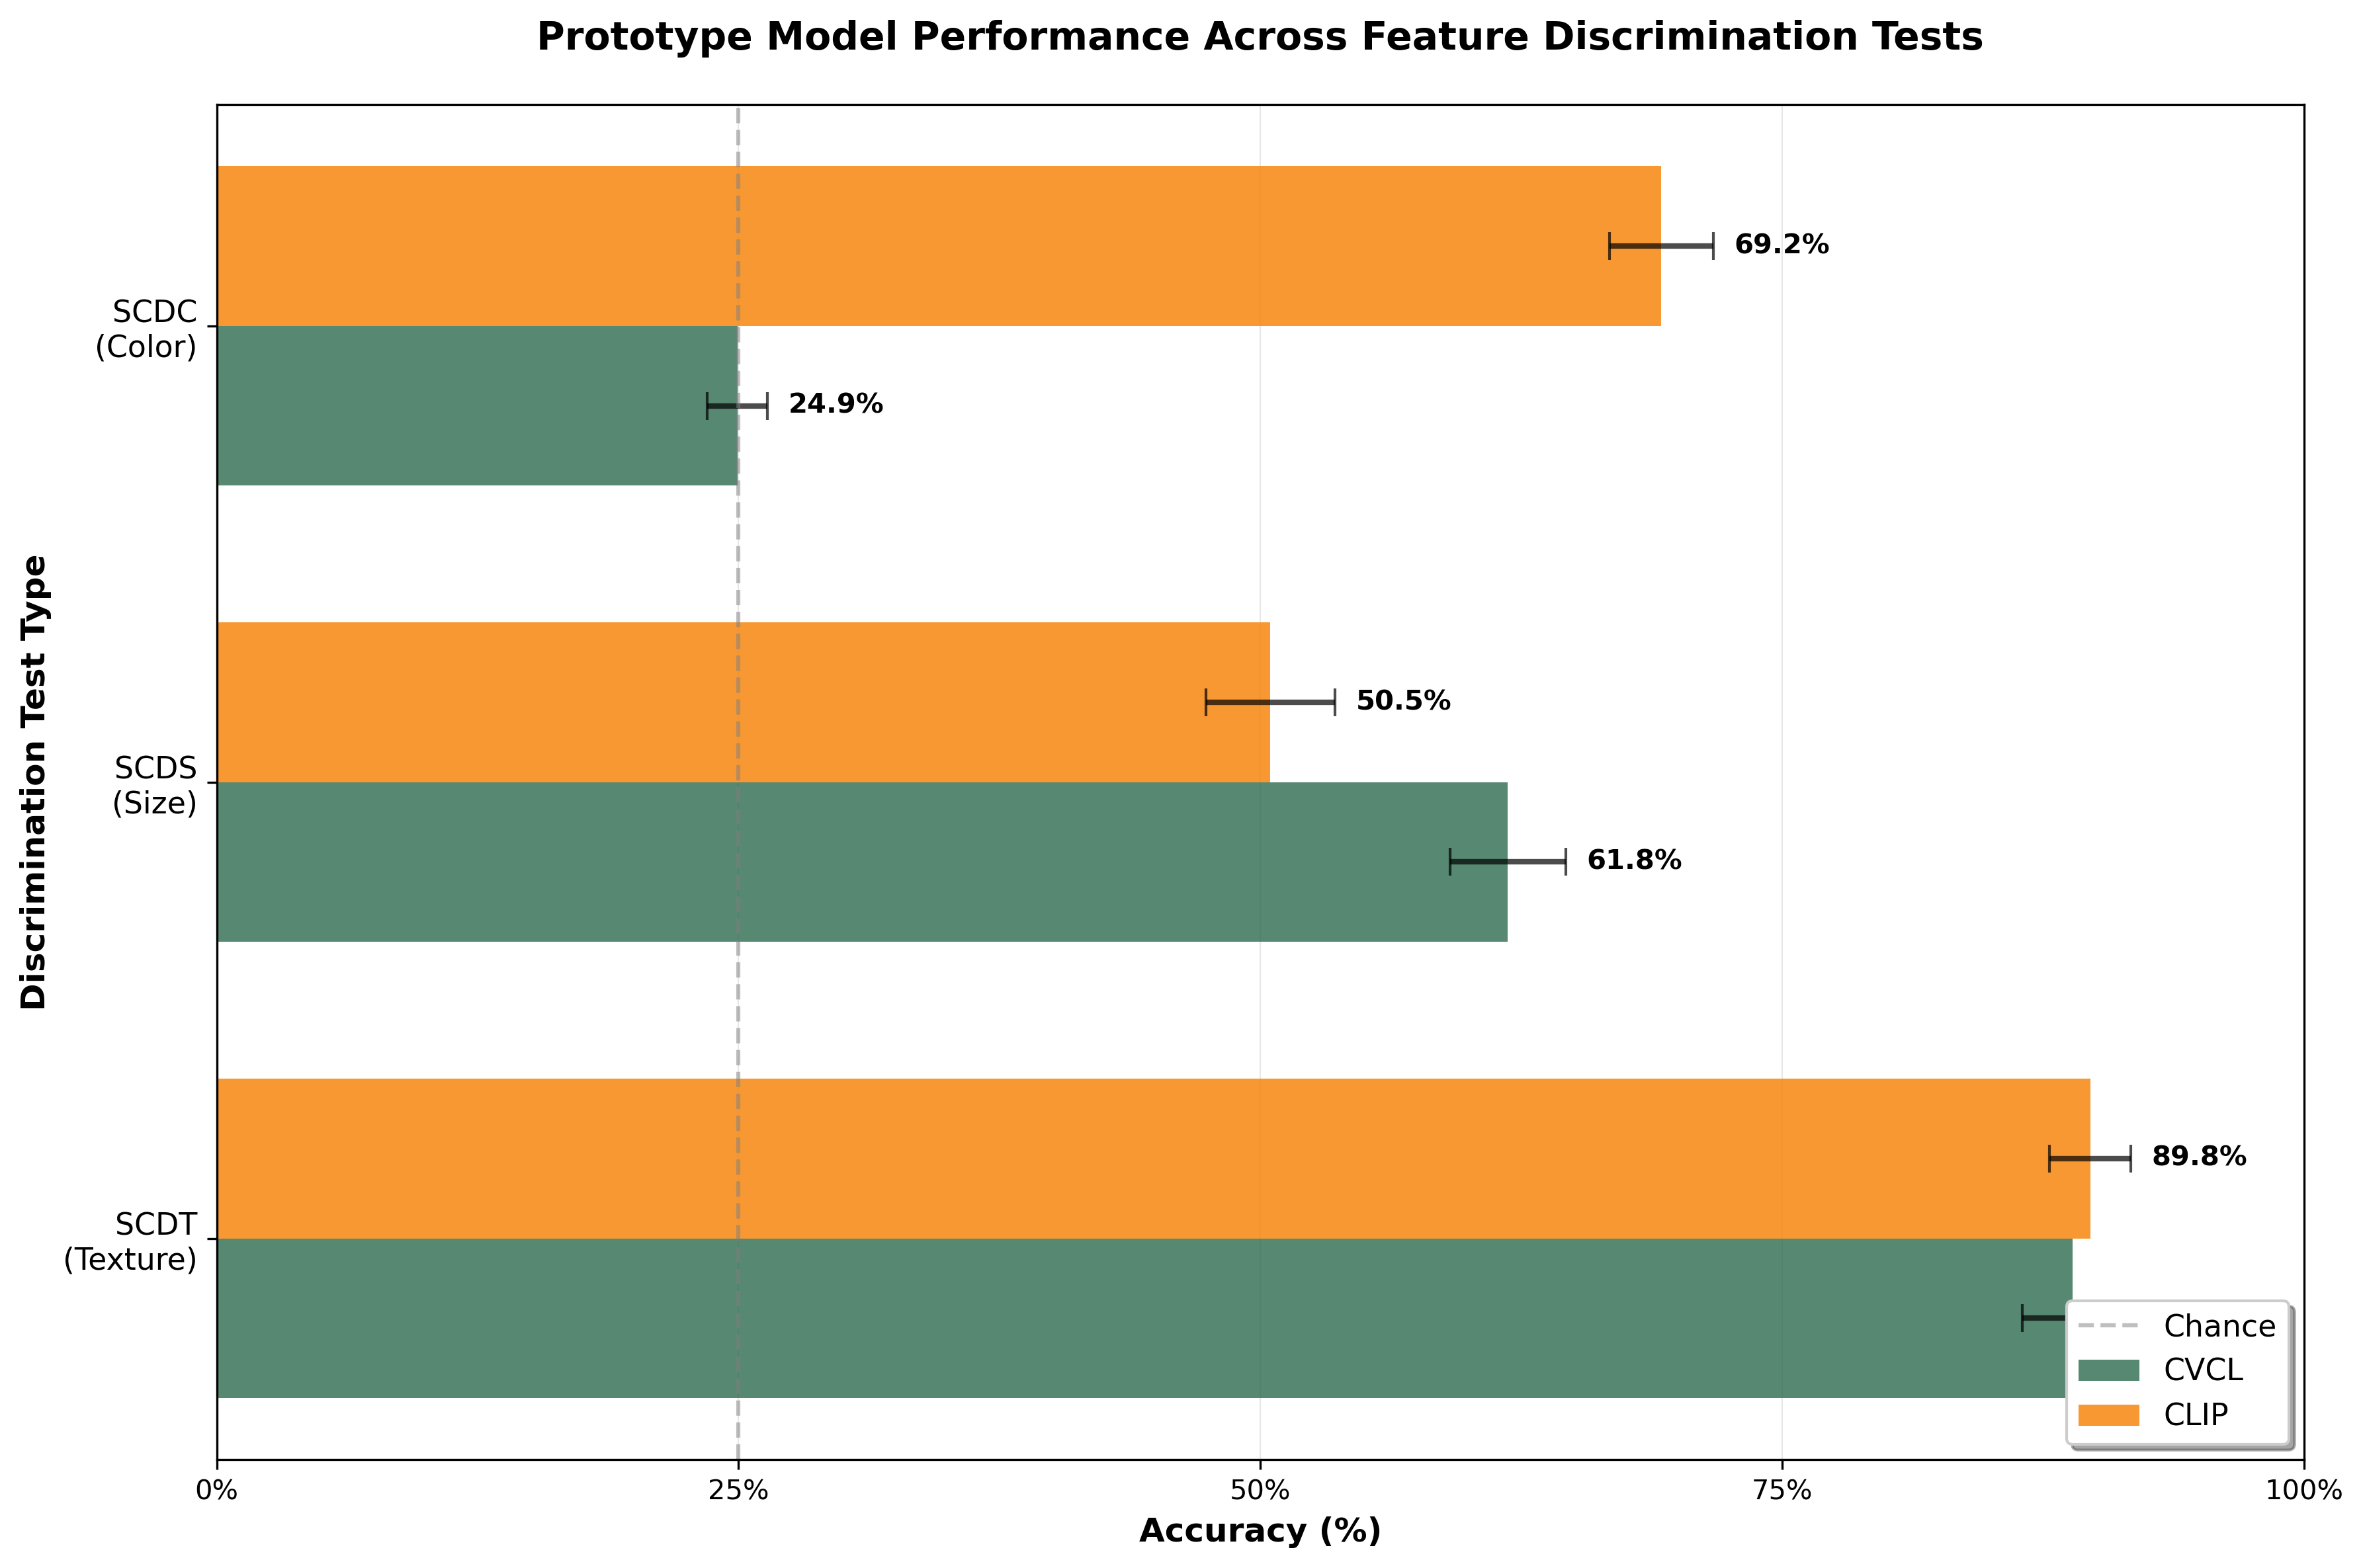 Prototype Model Performance Across Feature Discrimination Tests
Discrimination Test Type
SCDC
(Color)
69.2%
24.9%
SCDS
(Size)
50.5%
61.8%
SCDT
(Texture)
89.8%
Chance
CVCL
CLIP
0% 25% 50% 75% 100%
Accuracy (%)